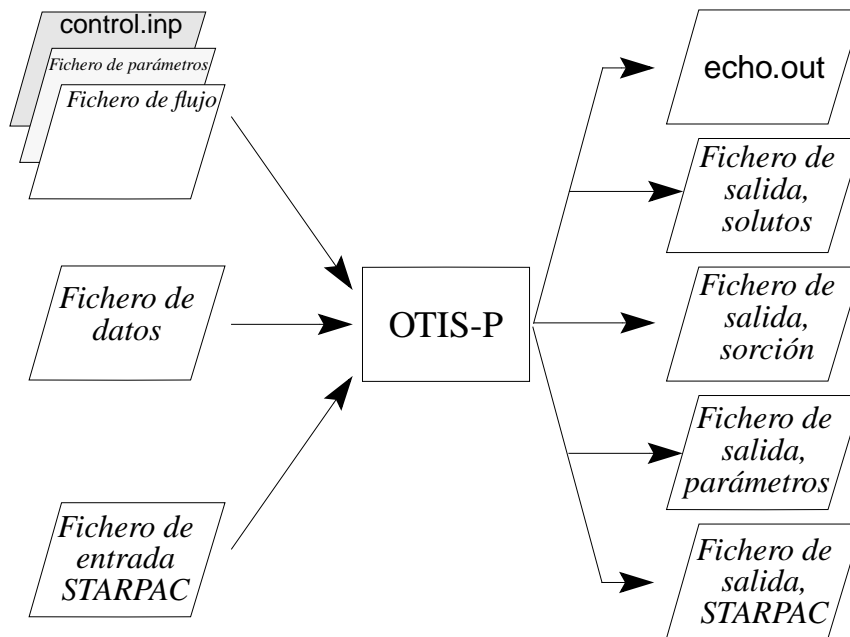 control.inp
Fichero de parámetros
Fichero de flujo
Fichero de
datos
Fichero de
entrada
STARPAC
OTIS-P
echo.out
Fichero de
salida,
solutos
Fichero de
salida,
sorción
Fichero de
salida,
parámetros
Fichero de
salida,
STARPAC